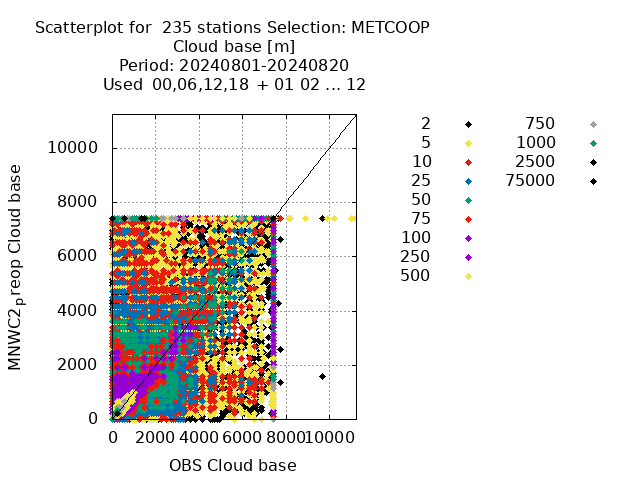 Scatterplot for 235 stations Selection: METCOOP
Cloud base [m]
Period: 20240801-20240820
Used 00,06,12,18 + 01 02 ... 12
MNWC2preop Cloud base
10000
8000
6000
4000
2000
0
0 2000 4000 6000 8000 10000
OBS Cloud base
2 750
5 1000
10 2500
25 75000
50
75
100
250
500